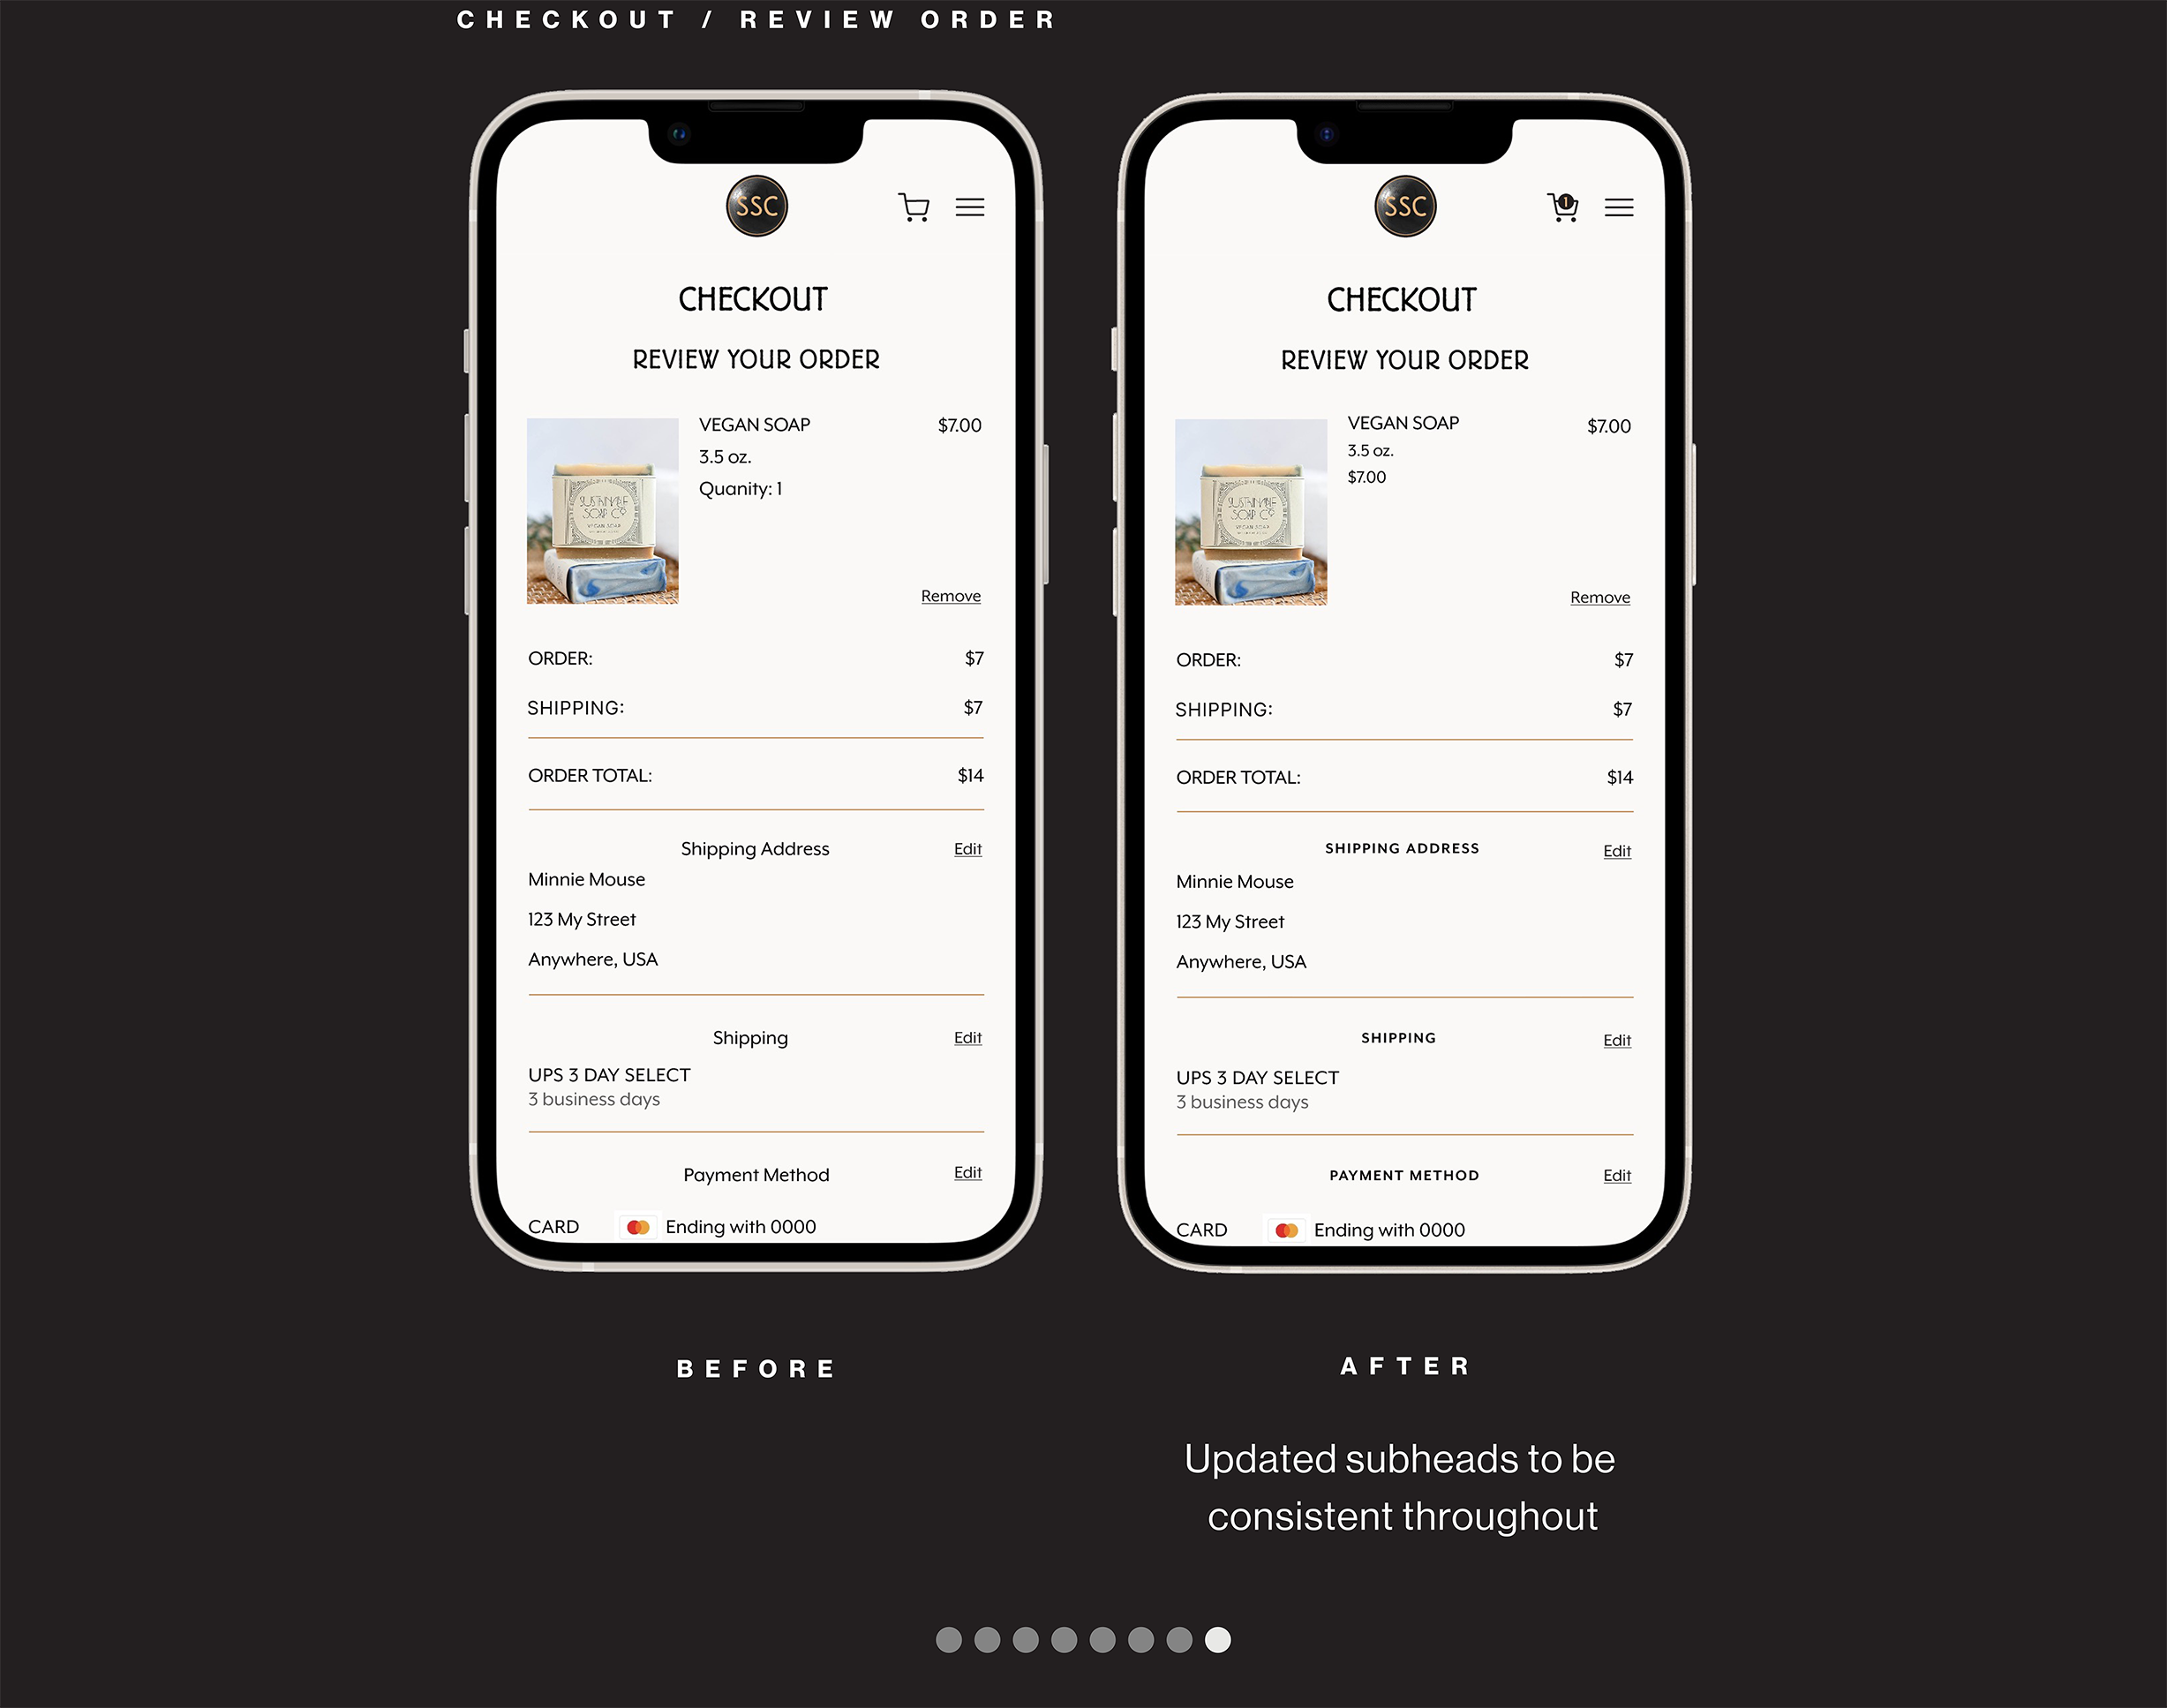 CHECKOUT / REVIEW ORDER
SSC
CHECKOUT
REVIEW YOUR ORDER
SUSTAINABLE
SOAP CO
VEGAN SOAP
VEGAN SOAP $7.00
3.5 oz.
Quanity: 1
Remove
ORDER: $7
SHIPPING: $7
ORDER TOTAL: $14
Shipping Address Edit
Minnie Mouse
123 My Street
Anywhere, USA
Shipping Edit
UPS 3 DAY SELECT
3 business days
Payment Method Edit
CARD Ending with 0000
BEFORE
SSC 1
CHECKOUT
REVIEW YOUR ORDER
SUSTAINABLE
SOAP CO
VEGAN SOAP
VEGAN SOAP $7.00
3.5 oz.
$7.00
Remove
ORDER: $7
SHIPPING: $7
ORDER TOTAL: $14
SHIPPING ADDRESS Edit
Minnie Mouse
123 My Street
Anywhere, USA
SHIPPING Edit
UPS 3 DAY SELECT
3 business days
PAYMENT METHOD Edit
CARD Ending with 0000
AFTER
Updated subheads to be
consistent throughout